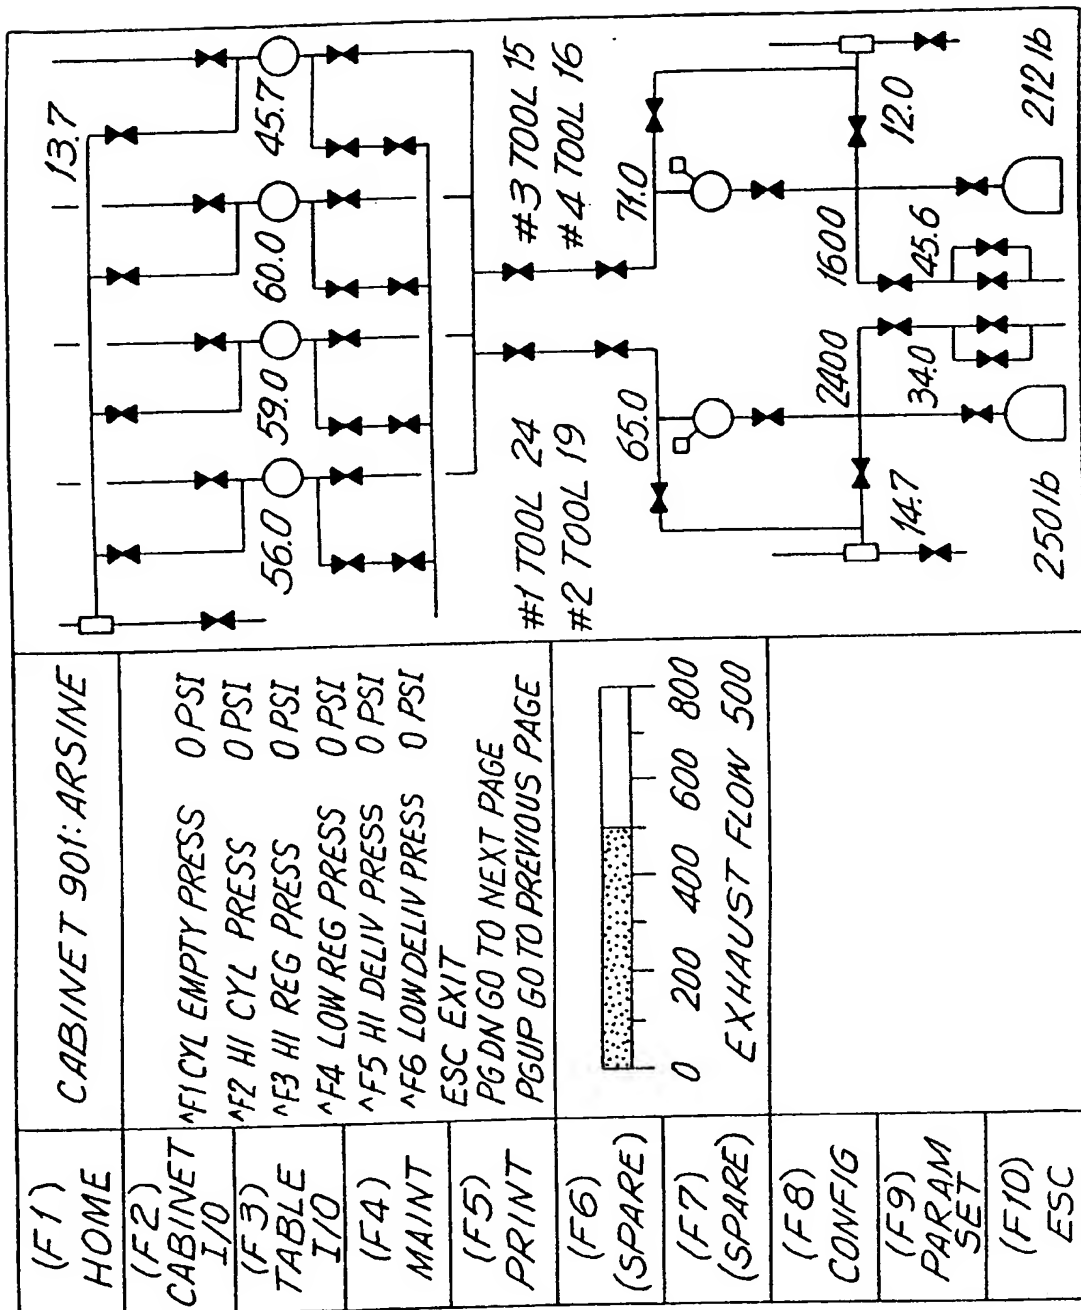 (F1)
HOME
(F2)
CABINET
I/O
(F3)
TABLE
I/O
(F4)
MAINT
(F5)
PRINT
(F6)
(SPARE)
(F7)
(SPARE)
(F8)
CONFIG
(F9)
PARAM
SET
(F10)
ESC
CABINET 901: ARSINE
^F1 CYL EMPTY PRESS 0 PSI
^F2 HI CYL PRESS 0 PSI
^F3 HI REG PRESS 0 PSI
^F4 LOW REG PRESS 0 PSI
^F5 HI DELIV PRESS 0 PSI
^F6 LOW DELIV PRESS 0 PSI
ESC EXIT
PG DN GO TO NEXT PAGE
PGUP GO TO PREVIOUS PAGE
0 200 400 600 800
EXHAUST FLOW 500
13.7
56.0 59.0 60.0 45.7
#1 TOOL 24 #3 TOOL 15
#2 TOOL 19 #4 TOOL 16
65.0 71.0
2400 1600
14.7 34.0 45.6 12.0
250 lb 212 lb